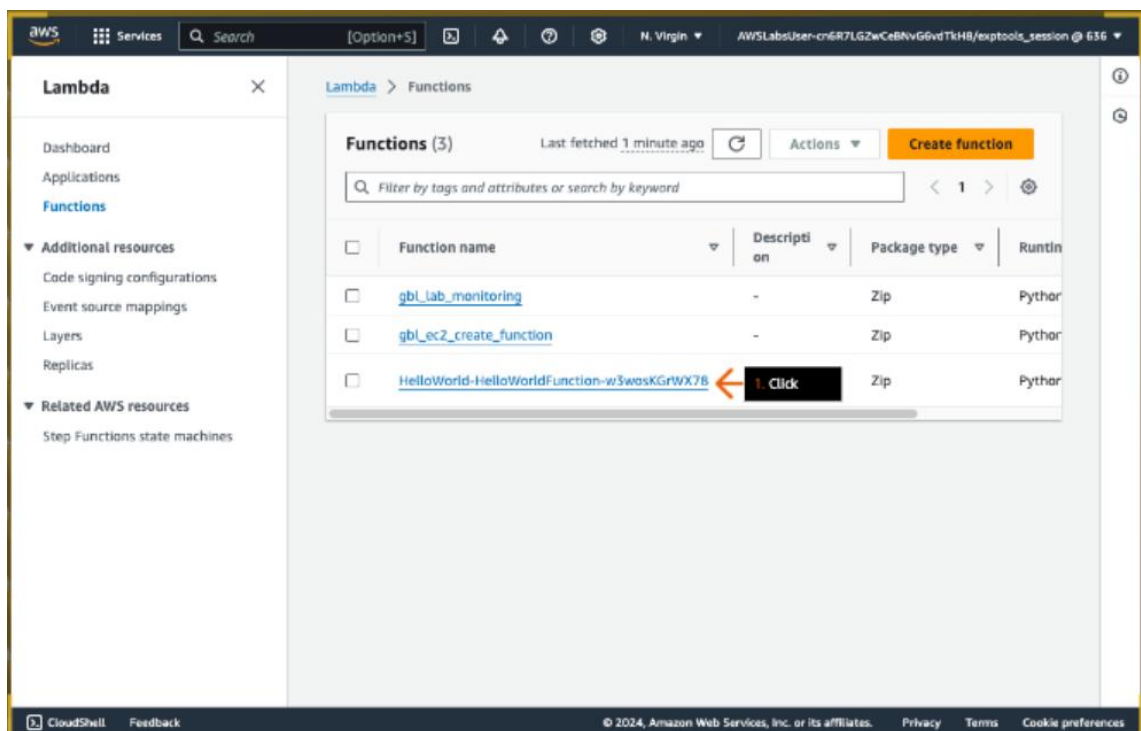 aws Services Search [Option+S] N. Virgin AWSLabsUser-cn6R7LGZwCeBNvG6vdTkH8/exptools_session @ 636
Lambda
Dashboard
Applications
Functions
Additional resources
Code signing configurations
Event source mappings
Layers
Replicas
Related AWS resources
Step Functions state machines
Lambda > Functions
Functions (3) Last fetched 1 minute ago Actions Create function
Filter by tags and attributes or search by keyword < 1 >
Function name Descripti
on Package type Runtin
gbl_lab_monitoring - Zip Python
gbl_ec2_create_function - Zip Python
HelloWorld-HelloWorldFunction-w3wasKGrWX78 1. Click Zip Python
CloudShell Feedback © 2024, Amazon Web Services, Inc. or its affiliates. Privacy Terms Cookie preferences